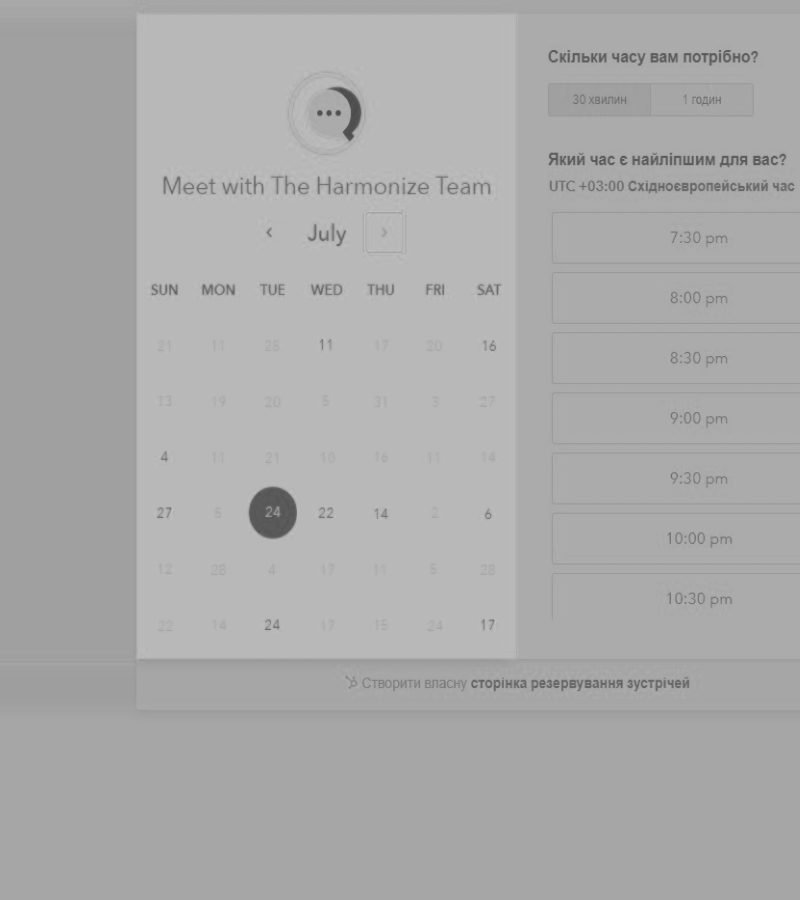 Meet with The Harmonize Team
July
SUN MON TUE WED THU FRI SAT
21 11 25 11 17 20 16
13 19 20 5 31 3 27
4 11 21 10 16 11 14
27 5 24 22 14 2 6
12 28 4 17 11 5 28
22 14 24 17 15 24 17
Скільки часу вам потрібно?
30 хвилин 1 годин
Який час є найліпшим для вас?
UTC +03:00 Східноєвропейський час
7:30 pm
8:00 pm
8:30 pm
9:00 pm
9:30 pm
10:00 pm
10:30 pm
Створити власну сторінка резервування зустрічей